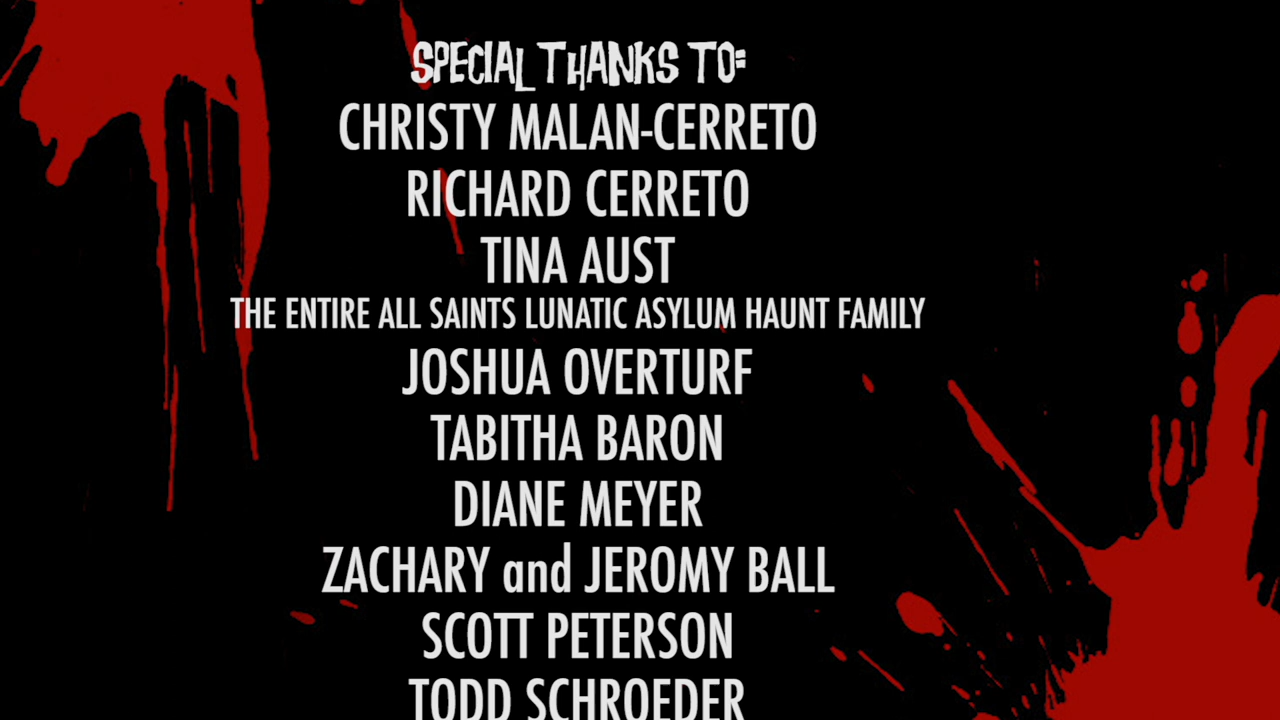 SPECIAL THANKS TO:
CHRISTY MALAN-CERRETO
RICHARD CERRETO
TINA AUST
THE ENTIRE ALL SAINTS LUNATIC ASYLUM HAUNT FAMILY
JOSHUA OVERTURF
TABITHA BARON
DIANE MEYER
ZACHARY and JEROMY BALL
SCOTT PETERSON
TODD SCHROEDER